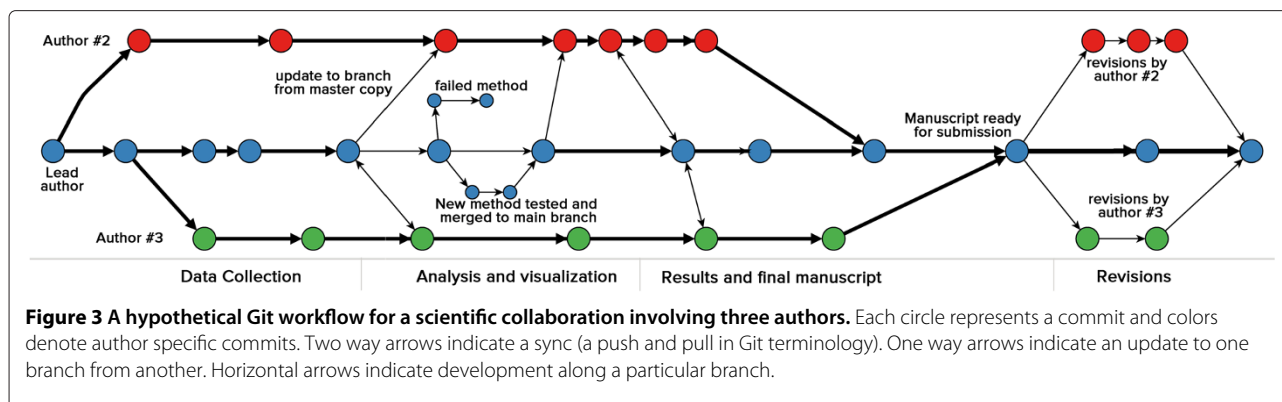 Author #2
update to branch
from master copy
failed method
revisions by
author #2
Manuscript ready
for submission
Lead
author
New method tested and
merged to main branch
revisions by
author #3
Author #3
Data Collection
Analysis and visualization
Results and final manuscript
Revisions
Figure 3 A hypothetical Git workflow for a scientific collaboration involving three authors. Each circle represents a commit and colors
denote author specific commits. Two way arrows indicate a sync (a push and pull in Git terminology). One way arrows indicate an update to one
branch from another. Horizontal arrows indicate development along a particular branch.